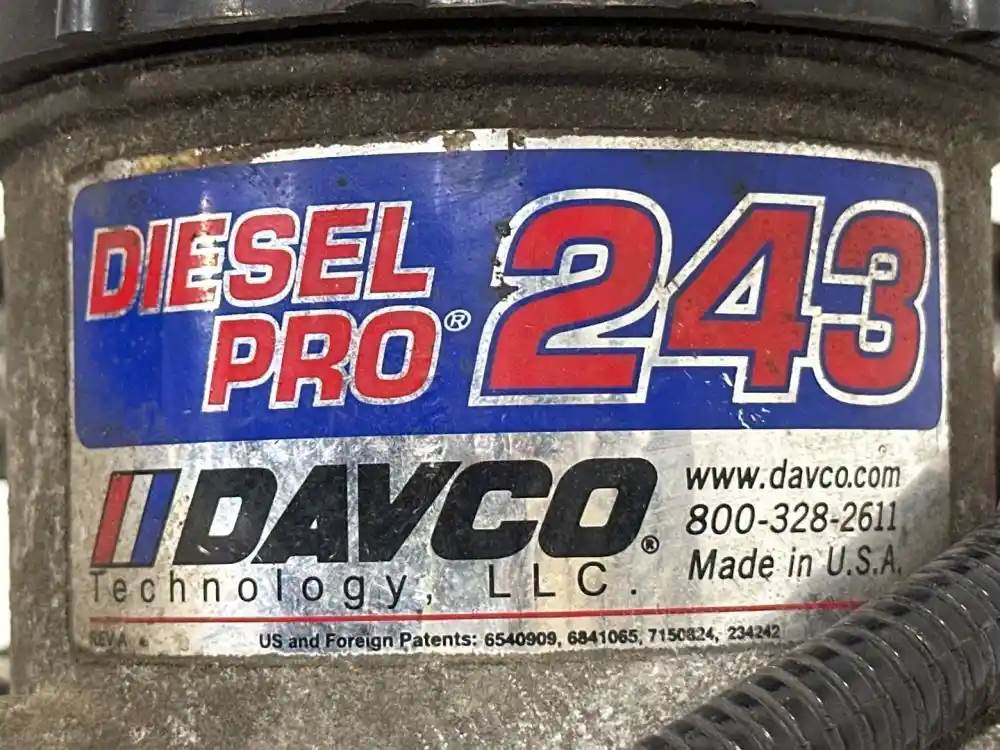 DIESEL
PRO® 243
DAVCO®
Technology, LLC.
www.davco.com
800-328-2611
Made in U.S.A.
REV A
US and Foreign Patents: 6540909, 6841065, 7150824, 234242